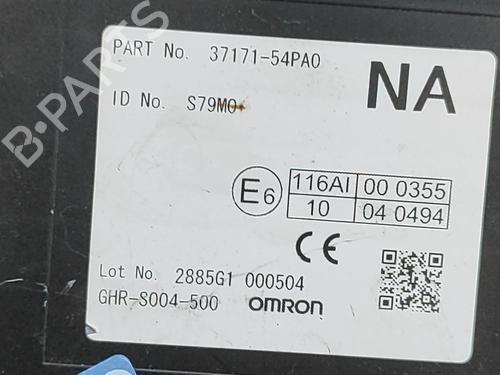 PART No. 37171-54PA0
NA
ID No. S79M0
E6
116AI 00 0355
10 04 0494
CE
Lot No. 2885G1 000504
GHR-S004-500 OMRON
B-PARTS